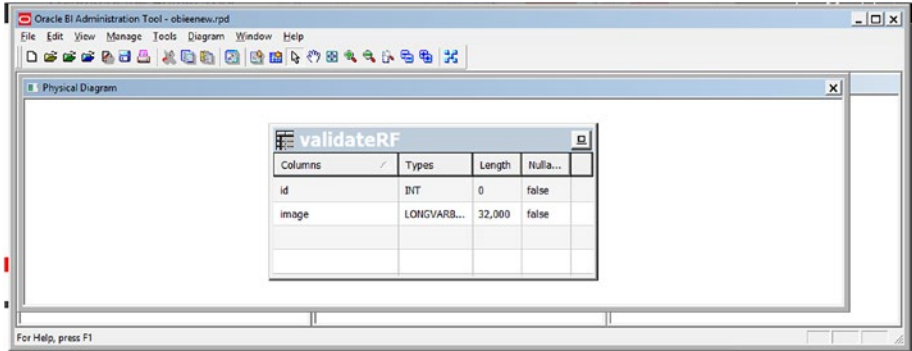 Oracle BI Administration Tool - obieenew.rpd
File Edit View Manage Tools Diagram Window Help
Physical Diagram
validateRF
Columns Types Length Nulla...
id INT 0 false
image LONGVARB... 32,000 false
For Help, press F1